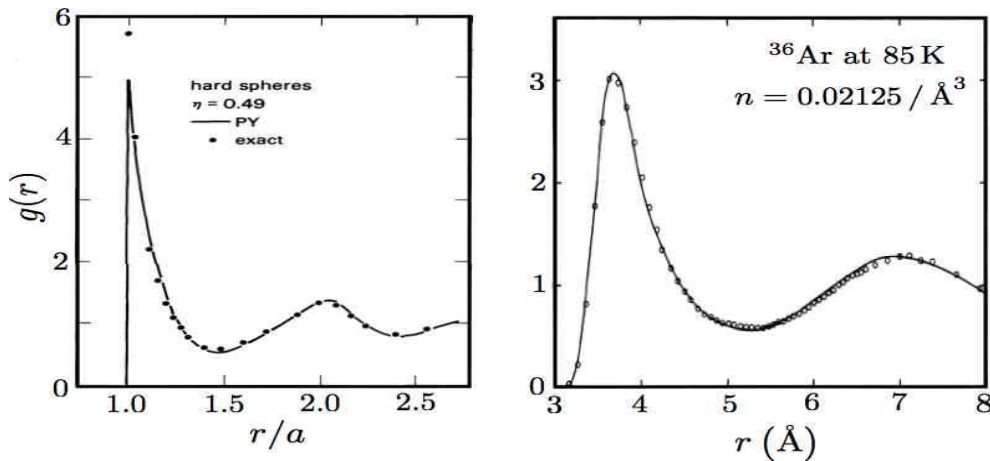 6
4
2
0
g(r)
hard spheres
η = 0.49
— PY
• exact
1.0 1.5 2.0 2.5
r/a
³⁶Ar at 85 K
n = 0.02125 / Å³
3
2
1
0
3 4 5 6 7 8
r (Å)